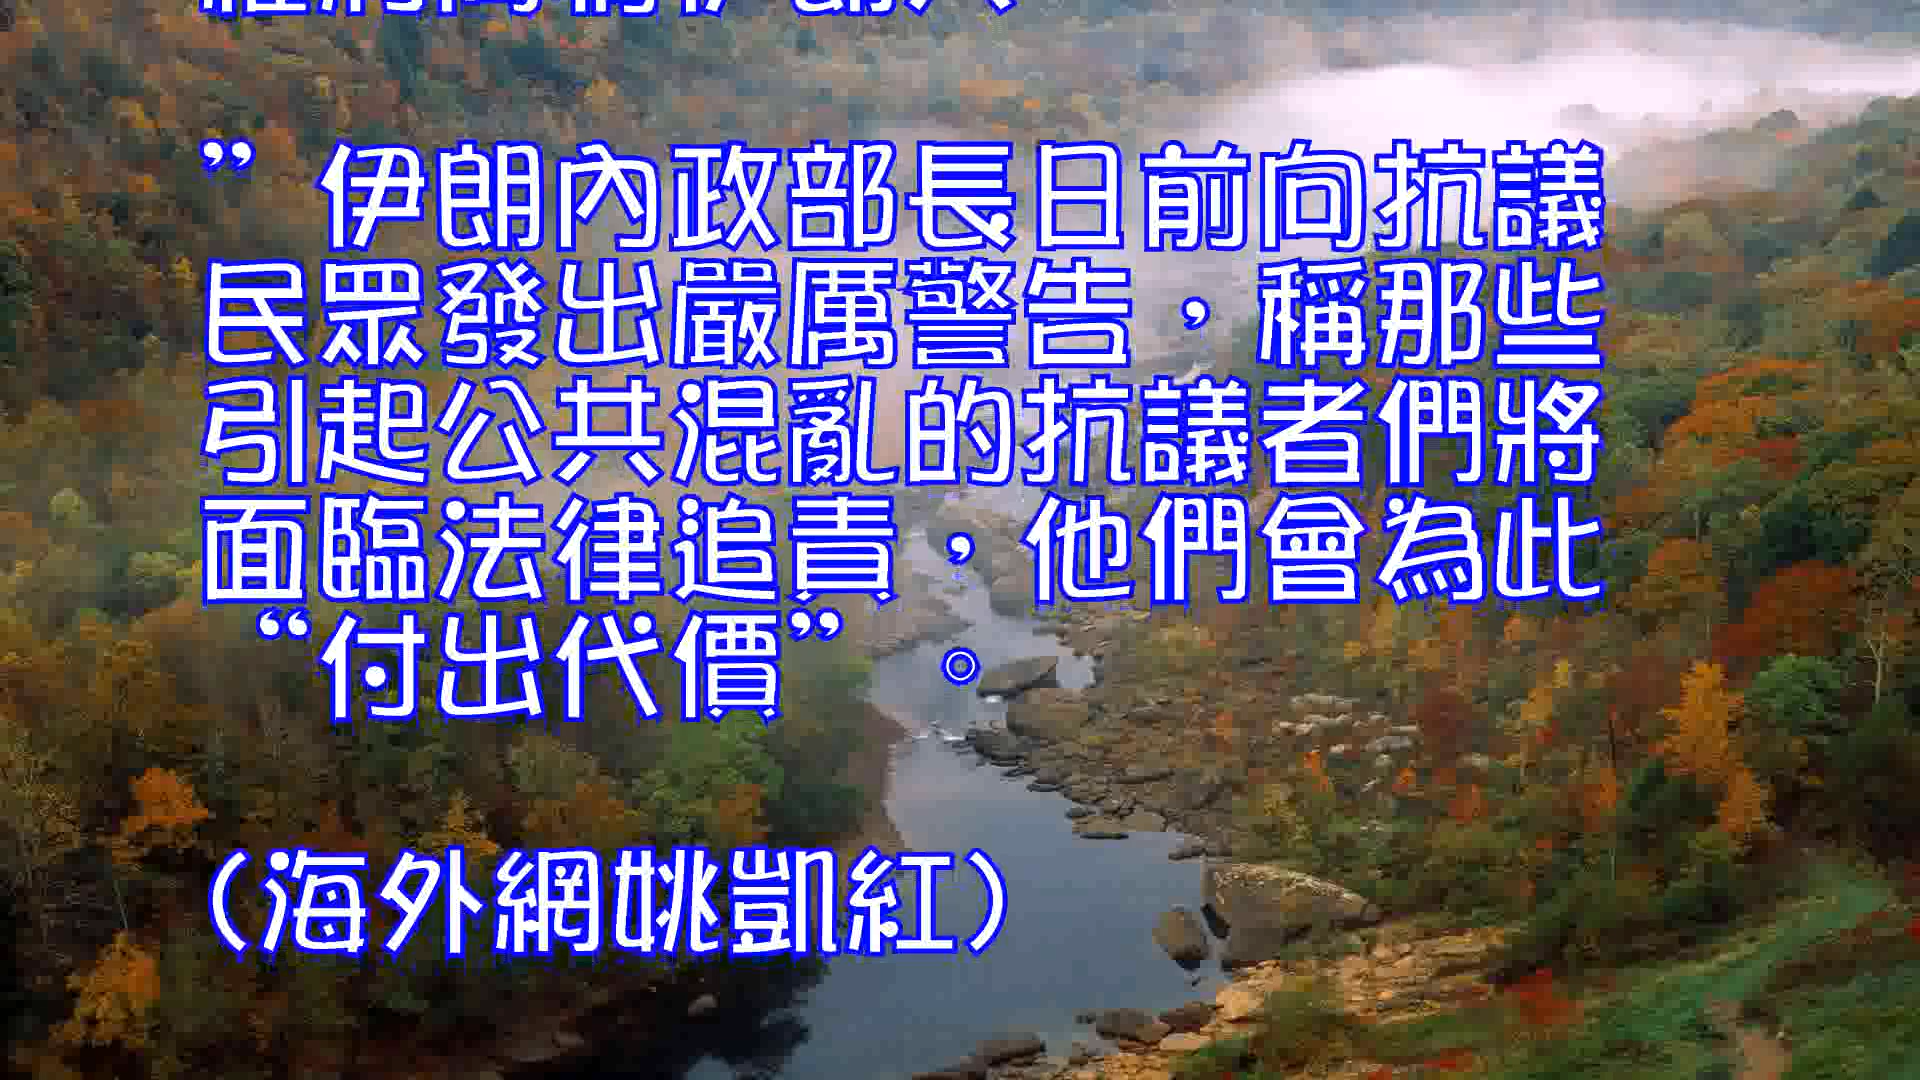 ” 伊朗內政部長日前向抗議
民眾發出嚴厲警告，稱那些
引起公共混亂的抗議者們將
面臨法律追責，他們會為此
“付出代價” 。
(海外網姚凱紅)